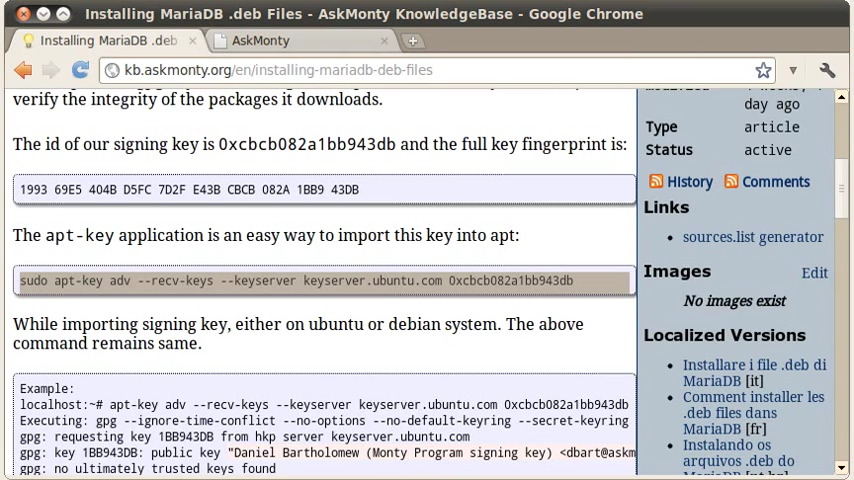 Installing MariaDB .deb Files - AskMonty KnowledgeBase - Google Chrome
Installing MariaDB .deb
AskMonty
kb.askmonty.org/en/installing-mariadb-deb-files
verify the integrity of the packages it downloads.
The id of our signing key is 0xcbcb082a1bb943db and the full key fingerprint is:
1993 69E5 404B D5FC 7D2F E43B CBCB 082A 1BB9 43DB
The apt-key application is an easy way to import this key into apt:
sudo apt-key adv --recv-keys --keyserver keyserver.ubuntu.com 0xcbcb082a1bb943db
While importing signing key, either on ubuntu or debian system. The above
command remains same.
Example:
localhost:~# apt-key adv --recv-keys --keyserver keyserver.ubuntu.com 0xcbcb082a1bb943db
Executing: gpg --ignore-time-conflict --no-options --no-default-keyring --secret-keyring
gpg: requesting key 1BB943DB from hkp server keyserver.ubuntu.com
gpg: key 1BB943DB: public key "Daniel Bartholomew (Monty Program signing key) <dbart@askm
gpg: no ultimately trusted keys found
day ago
Type article
Status active
History Comments
Links
sources.list generator
Images Edit
No images exist
Localized Versions
Installare i file .deb di
MariaDB [it]
Comment installer les
.deb files dans
MariaDB [fr]
Instalando os
arquivos .deb do